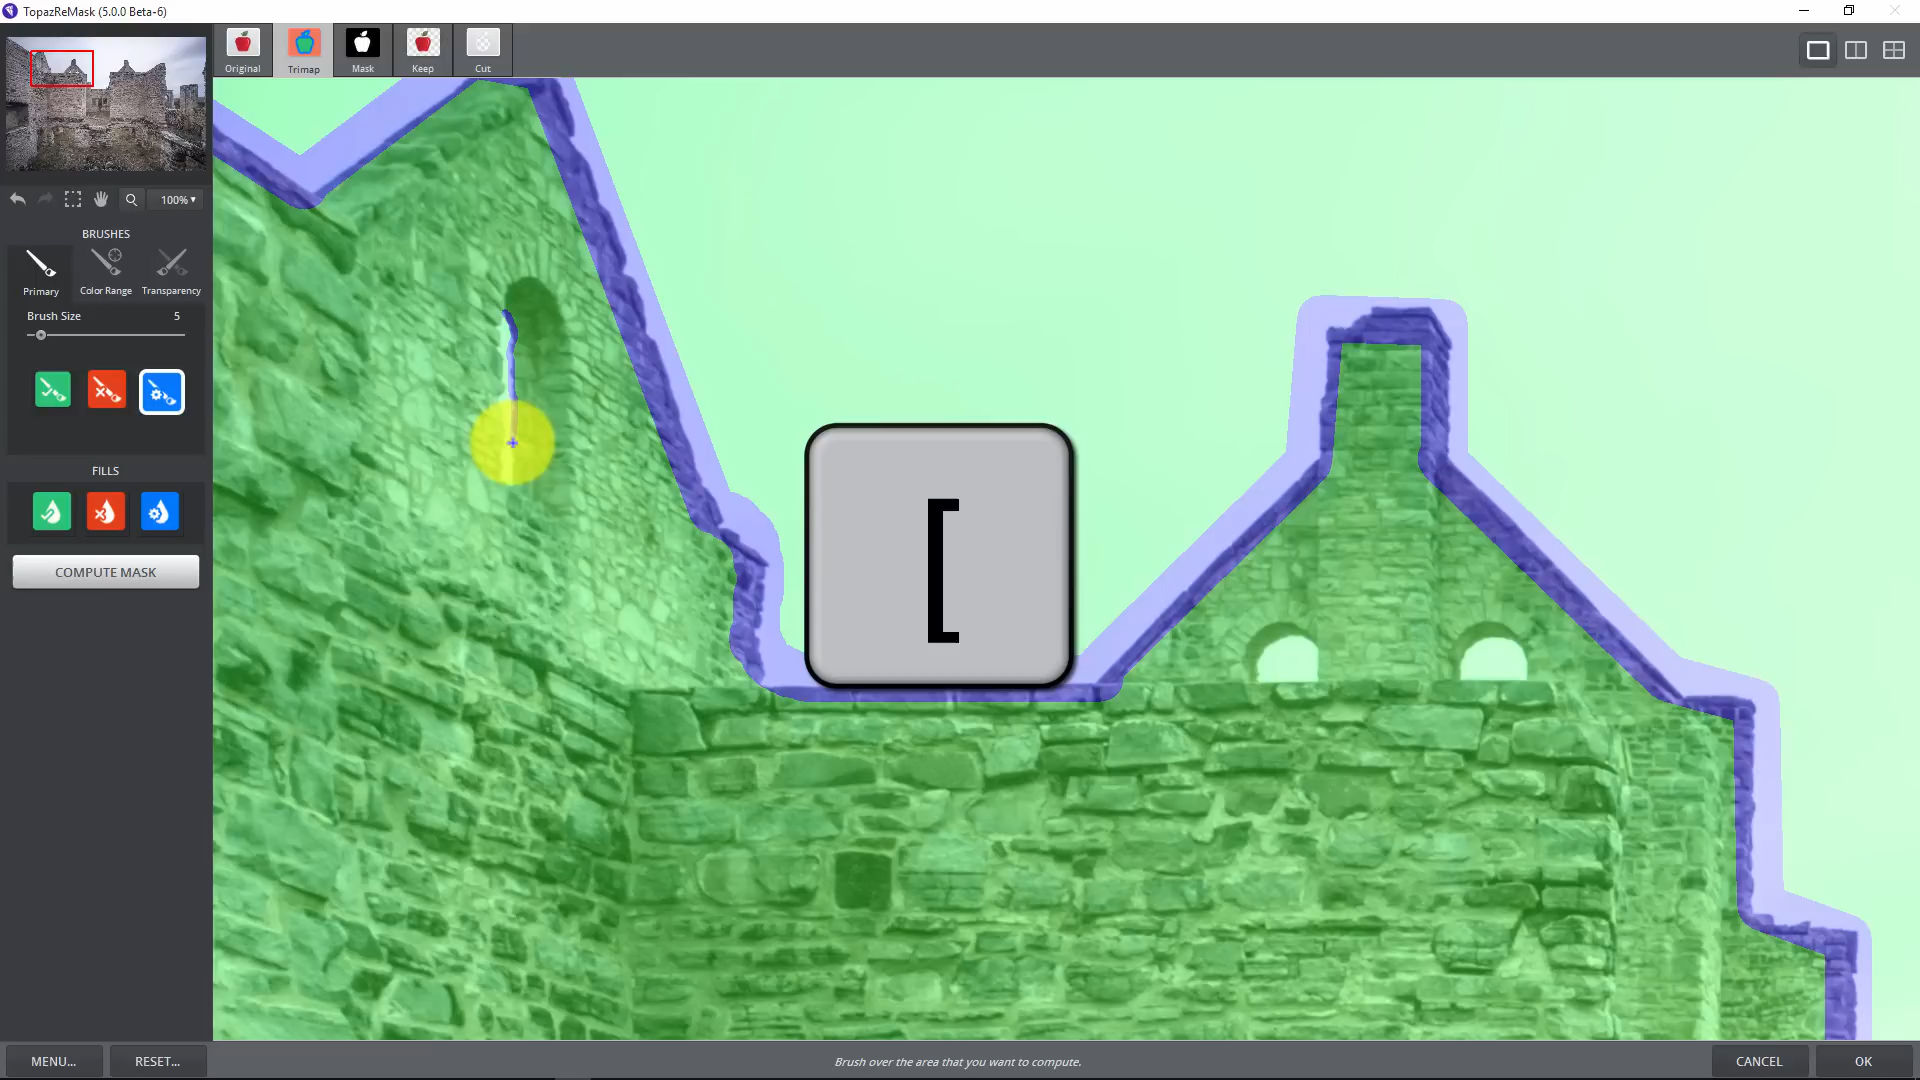 TopazReMask (5.0.0 Beta-6)
Original
Trimap
Mask
Keep
Cut
100%
BRUSHES
Primary
Color Range
Transparency
Brush Size 5
FILLS
COMPUTE MASK
[
MENU...
RESET...
Brush over the area that you want to compute.
CANCEL
OK